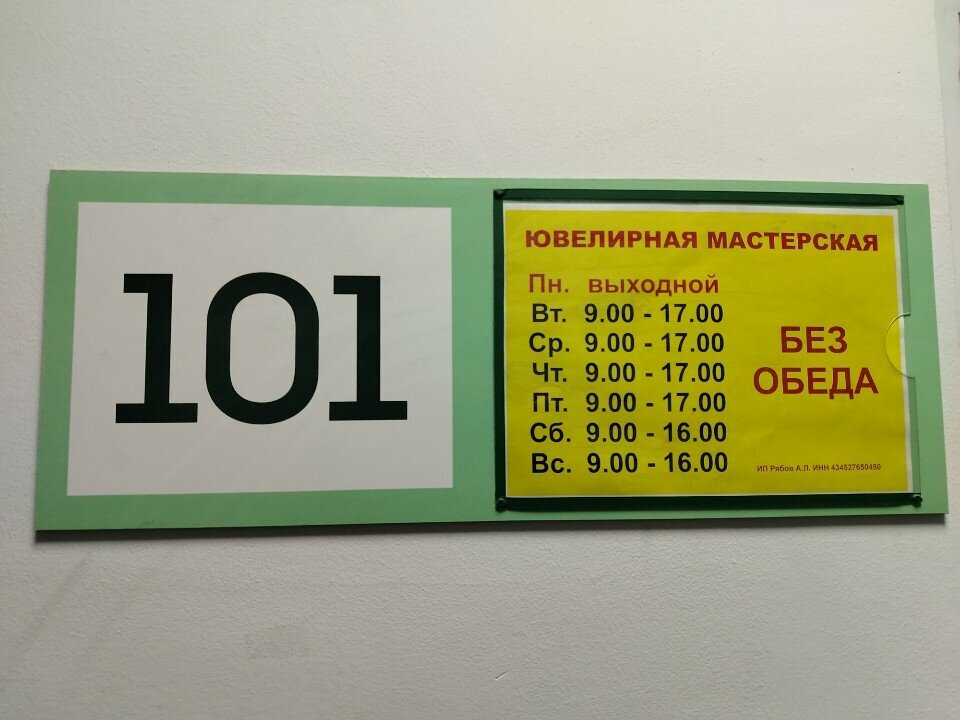 101
ЮВЕЛИРНАЯ МАСТЕРСКАЯ
Пн. выходной
Вт. 9.00 - 17.00
Ср. 9.00 - 17.00
Чт. 9.00 - 17.00
Пт. 9.00 - 17.00
Сб. 9.00 - 16.00
Вс. 9.00 - 16.00
БЕЗ
ОБЕДА
ИП Рябов А.Л. ИНН 434527650450